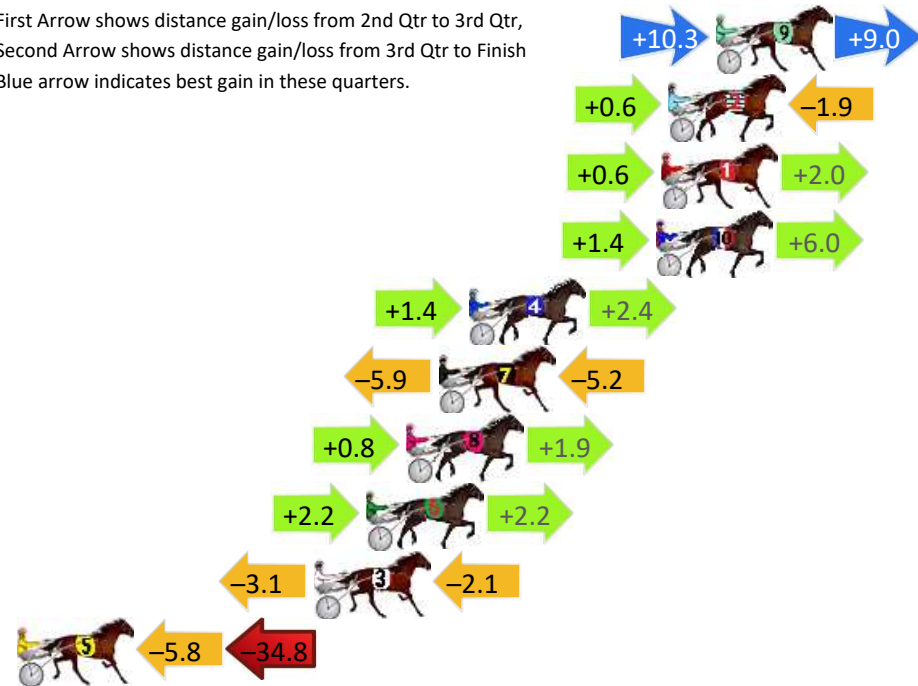 First Arrow shows distance gain/loss from 2nd Qtr to 3rd Qtr,
Second Arrow shows distance gain/loss from 3rd Qtr to Finish
Blue arrow indicates best gain in these quarters.
+10.3 9 +9.0
+0.6 2 –1.9
+0.6 1 +2.0
+1.4 10 +6.0
+1.4 4 +2.4
–5.9 7 –5.2
+0.8 8 +1.9
+2.2 6 +2.2
–3.1 3 –2.1
5 –5.8 –34.8